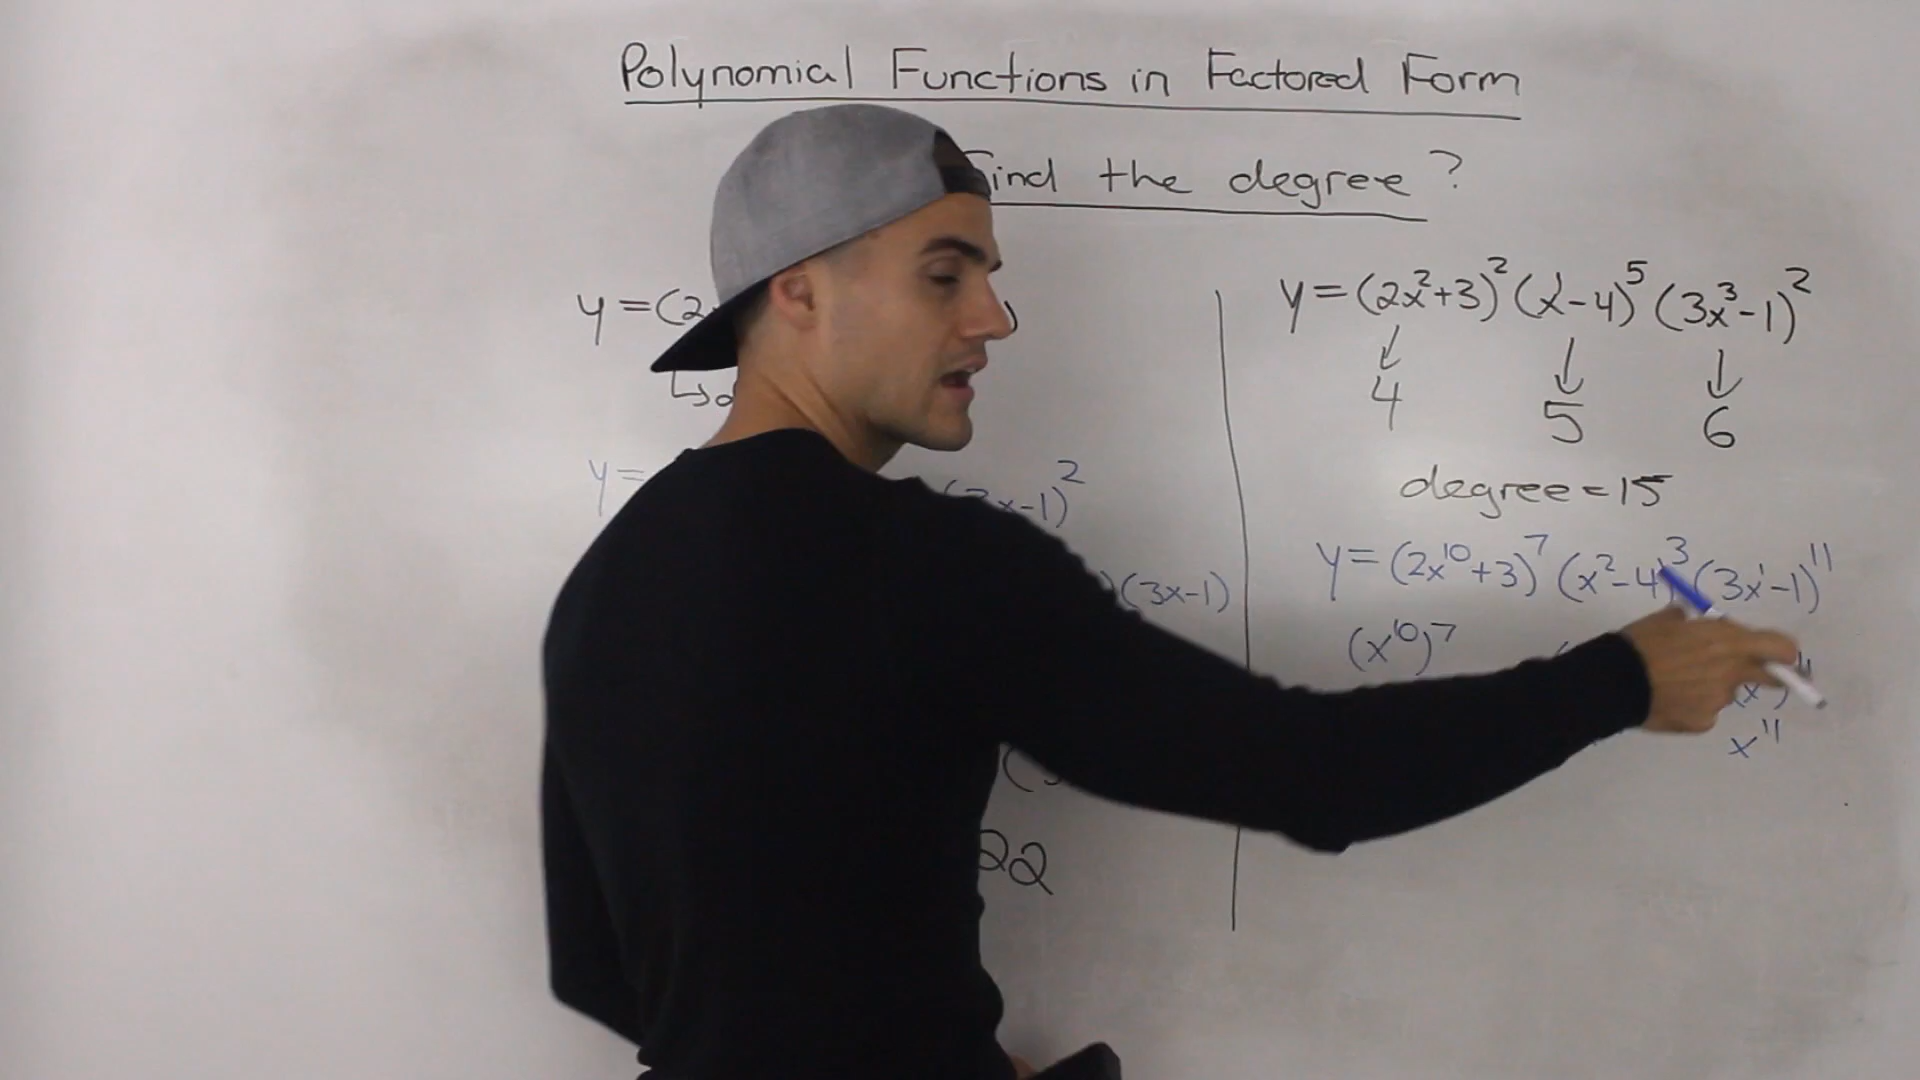 Polynomial Functions in Factored Form
Find the degree?
y=(2
y=
(3x-1)²
(3x-1)
22
y=(2x²+3)²(x¹-4)⁵(3x³-1)²
4 5 6
degree=15
y=(2x¹⁰+3)⁷(x²-4)³(3x¹-1)¹¹
(x¹⁰)⁷
x¹¹